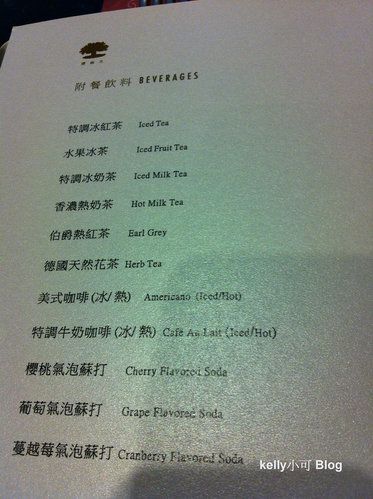 附餐飲料 BEVERAGES
特調冰紅茶 Iced Tea
水果冰茶 Iced Fruit Tea
特調冰奶茶 Iced Milk Tea
香濃熱奶茶 Hot Milk Tea
伯爵熱紅茶 Earl Grey
德國天然花茶 Herb Tea
美式咖啡(冰/熱) Americano (Iced/Hot)
特調牛奶咖啡(冰/熱) Café Au Lait (Iced/Hot)
櫻桃氣泡蘇打 Cherry Flavored Soda
葡萄氣泡蘇打 Grape Flavored Soda
蔓越莓氣泡蘇打 Cranberry Flavored Soda
kelly小可 Blog